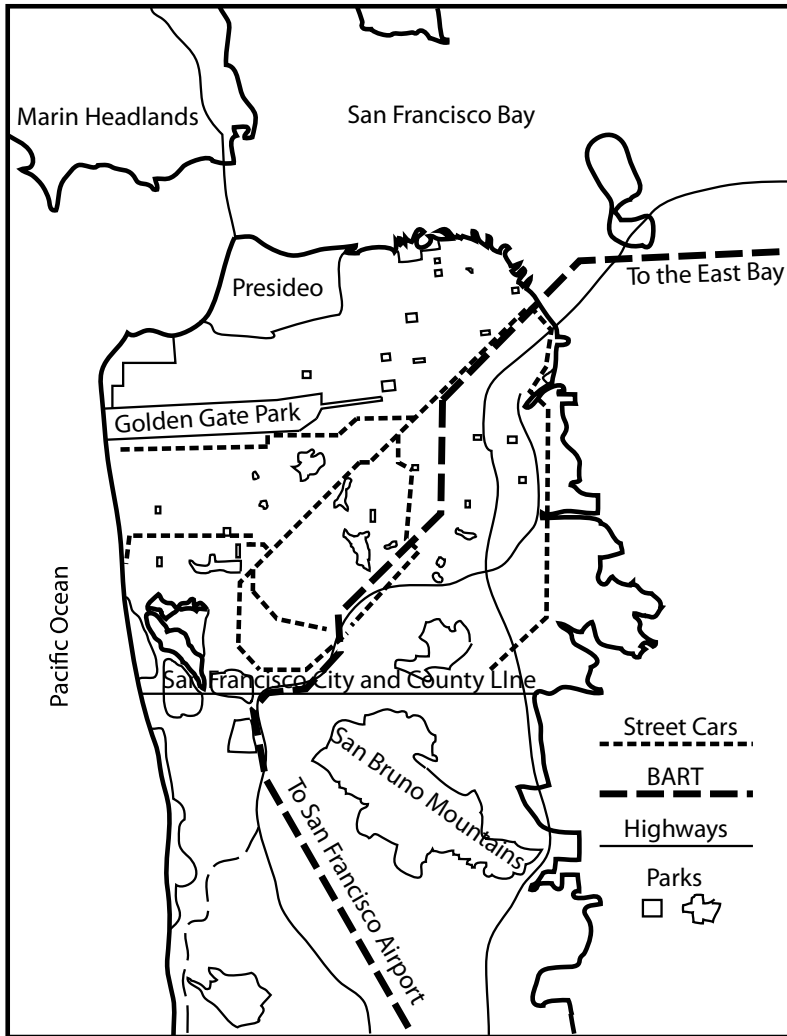 Marin Headlands
San Francisco Bay
To the East Bay
Presideo
Golden Gate Park
Pacific Ocean
San Francisco City and County LIne
San Bruno Mountains
To San Francisco Airport
Street Cars
BART
Highways
Parks